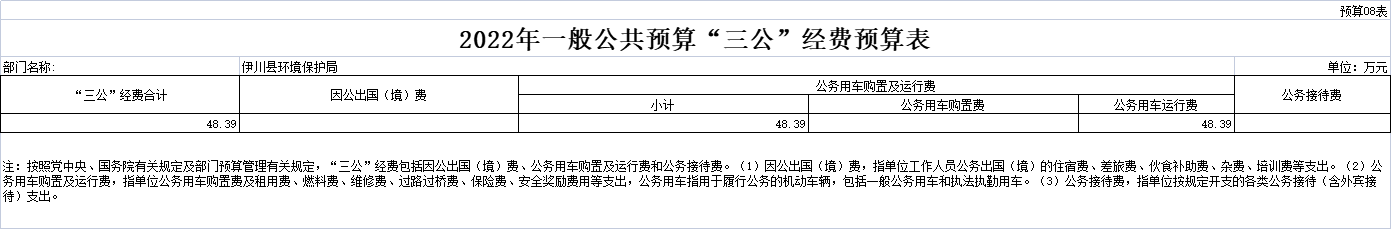 预算08表
2022年一般公共预算“三公”经费预算表
部门名称: 伊川县环境保护局 单位：万元
“三公”经费合计 因公出国（境）费 公务用车购置及运行费 公务接待费
小计 公务用车购置费 公务用车运行费
48.39 48.39 48.39
注：按照党中央、国务院有关规定及部门预算管理有关规定，“三公”经费包括因公出国（境）费、公务用车购置及运行费和公务接待费。（1）因公出国（境）费，指单位工作人员公务出国（境）的住宿费、差旅费、伙食补助费、杂费、培训费等支出。（2）公
务用车购置及运行费，指单位公务用车购置费及租用费、燃料费、维修费、过路过桥费、保险费、安全奖励费用等支出，公务用车指用于履行公务的机动车辆，包括一般公务用车和执法执勤用车。（3）公务接待费，指单位按规定开支的各类公务接待（含外宾接
待）支出。